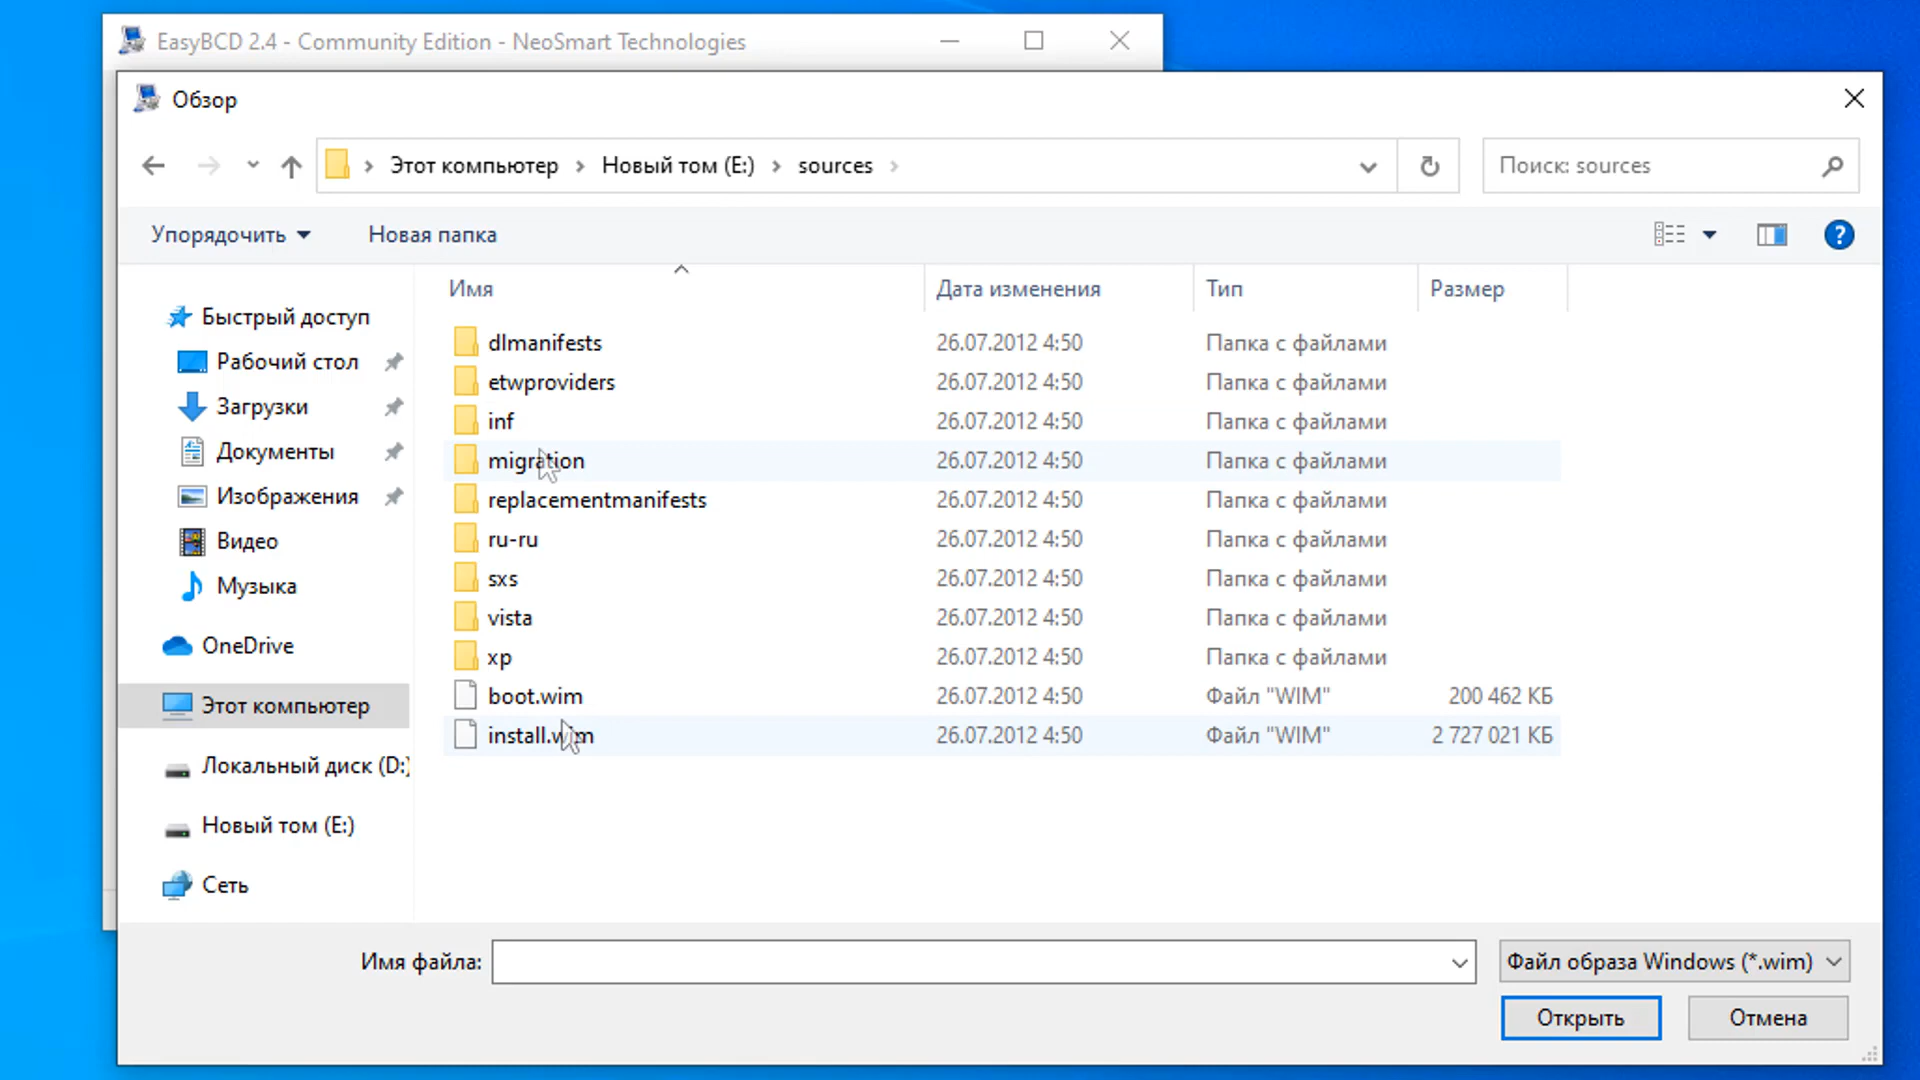 EasyBCD 2.4 - Community Edition - NeoSmart Technologies
Обзор
Этот компьютер > Новый том (E:) > sources >
Поиск: sources
Упорядочить
Новая папка
Имя Дата изменения Тип Размер
Быстрый доступ
Рабочий стол
Загрузки
Документы
Изображения
Видео
Музыка
OneDrive
Этот компьютер
Локальный диск (D:)
Новый том (E:)
Сеть
dlmanifests 26.07.2012 4:50 Папка с файлами
etwproviders 26.07.2012 4:50 Папка с файлами
inf 26.07.2012 4:50 Папка с файлами
migration 26.07.2012 4:50 Папка с файлами
replacementmanifests 26.07.2012 4:50 Папка с файлами
ru-ru 26.07.2012 4:50 Папка с файлами
sxs 26.07.2012 4:50 Папка с файлами
vista 26.07.2012 4:50 Папка с файлами
xp 26.07.2012 4:50 Папка с файлами
boot.wim 26.07.2012 4:50 Файл "WIM" 200 462 КБ
install.wim 26.07.2012 4:50 Файл "WIM" 2 727 021 КБ
Имя файла:
Файл образа Windows (*.wim)
Открыть
Отмена